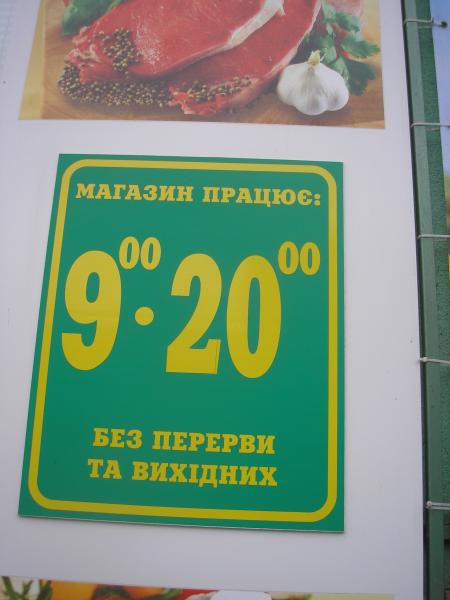 МАГАЗИН ПРАЦЮЄ:
9⁰⁰ · 20⁰⁰
БЕЗ ПЕРЕРВИ
ТА ВИХІДНИХ